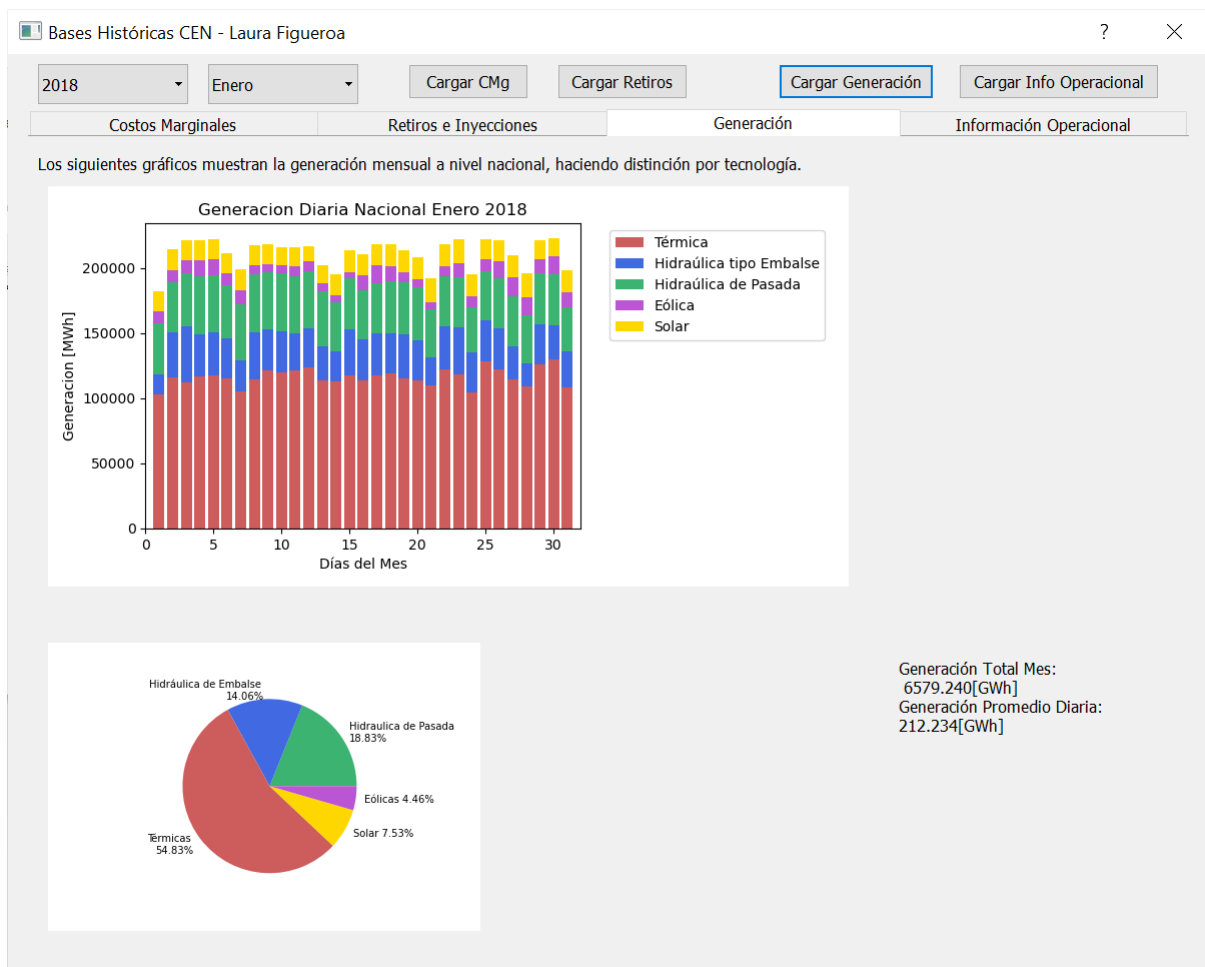 Bases Históricas CEN - Laura Figueroa
?
2018
Enero
Cargar CMg
Cargar Retiros
Cargar Generación
Cargar Info Operacional
Costos Marginales
Retiros e Inyecciones
Generación
Información Operacional
Los siguientes gráficos muestran la generación mensual a nivel nacional, haciendo distinción por tecnología.
Generacion Diaria Nacional Enero 2018
Generacion [MWh]
200000
150000
100000
50000
0
0 5 10 15 20 25 30
Días del Mes
Térmica
Hidraúlica tipo Embalse
Hidraúlica de Pasada
Eólica
Solar
Hidráulica de Embalse
14.06%
Hidraulica de Pasada
18.83%
Eólicas 4.46%
Solar 7.53%
Térmicas
54.83%
Generación Total Mes:
6579.240[GWh]
Generación Promedio Diaria:
212.234[GWh]